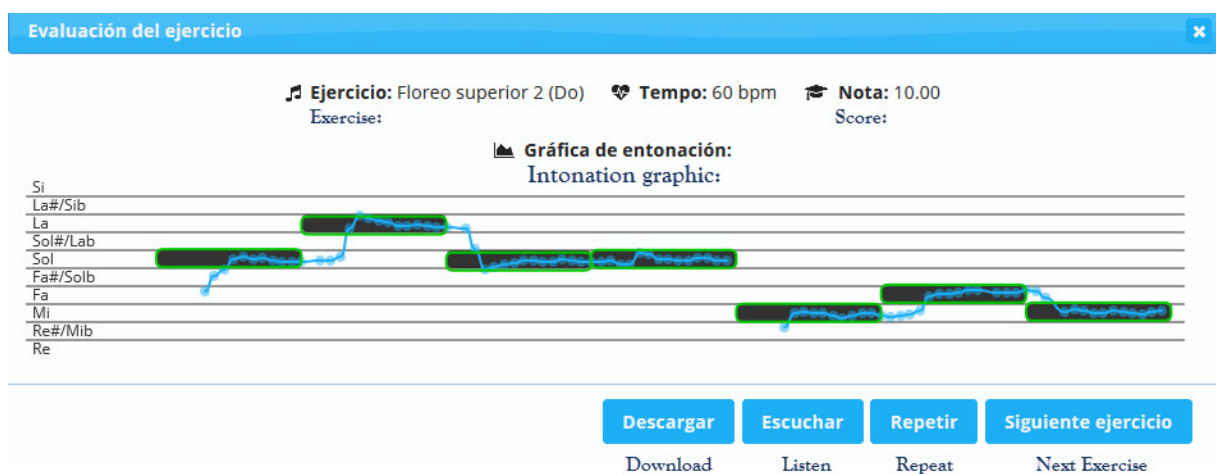 Evaluación del ejercicio
Ejercicio: Floreo superior 2 (Do) Tempo: 60 bpm Nota: 10.00
Exercise: Score:
Gráfica de entonación:
Intonation graphic:
Si
La#/Sib
La
Sol#/Lab
Sol
Fa#/Solb
Fa
Mi
Re#/Mib
Re
Descargar Escuchar Repetir Siguiente ejercicio
Download Listen Repeat Next Exercise